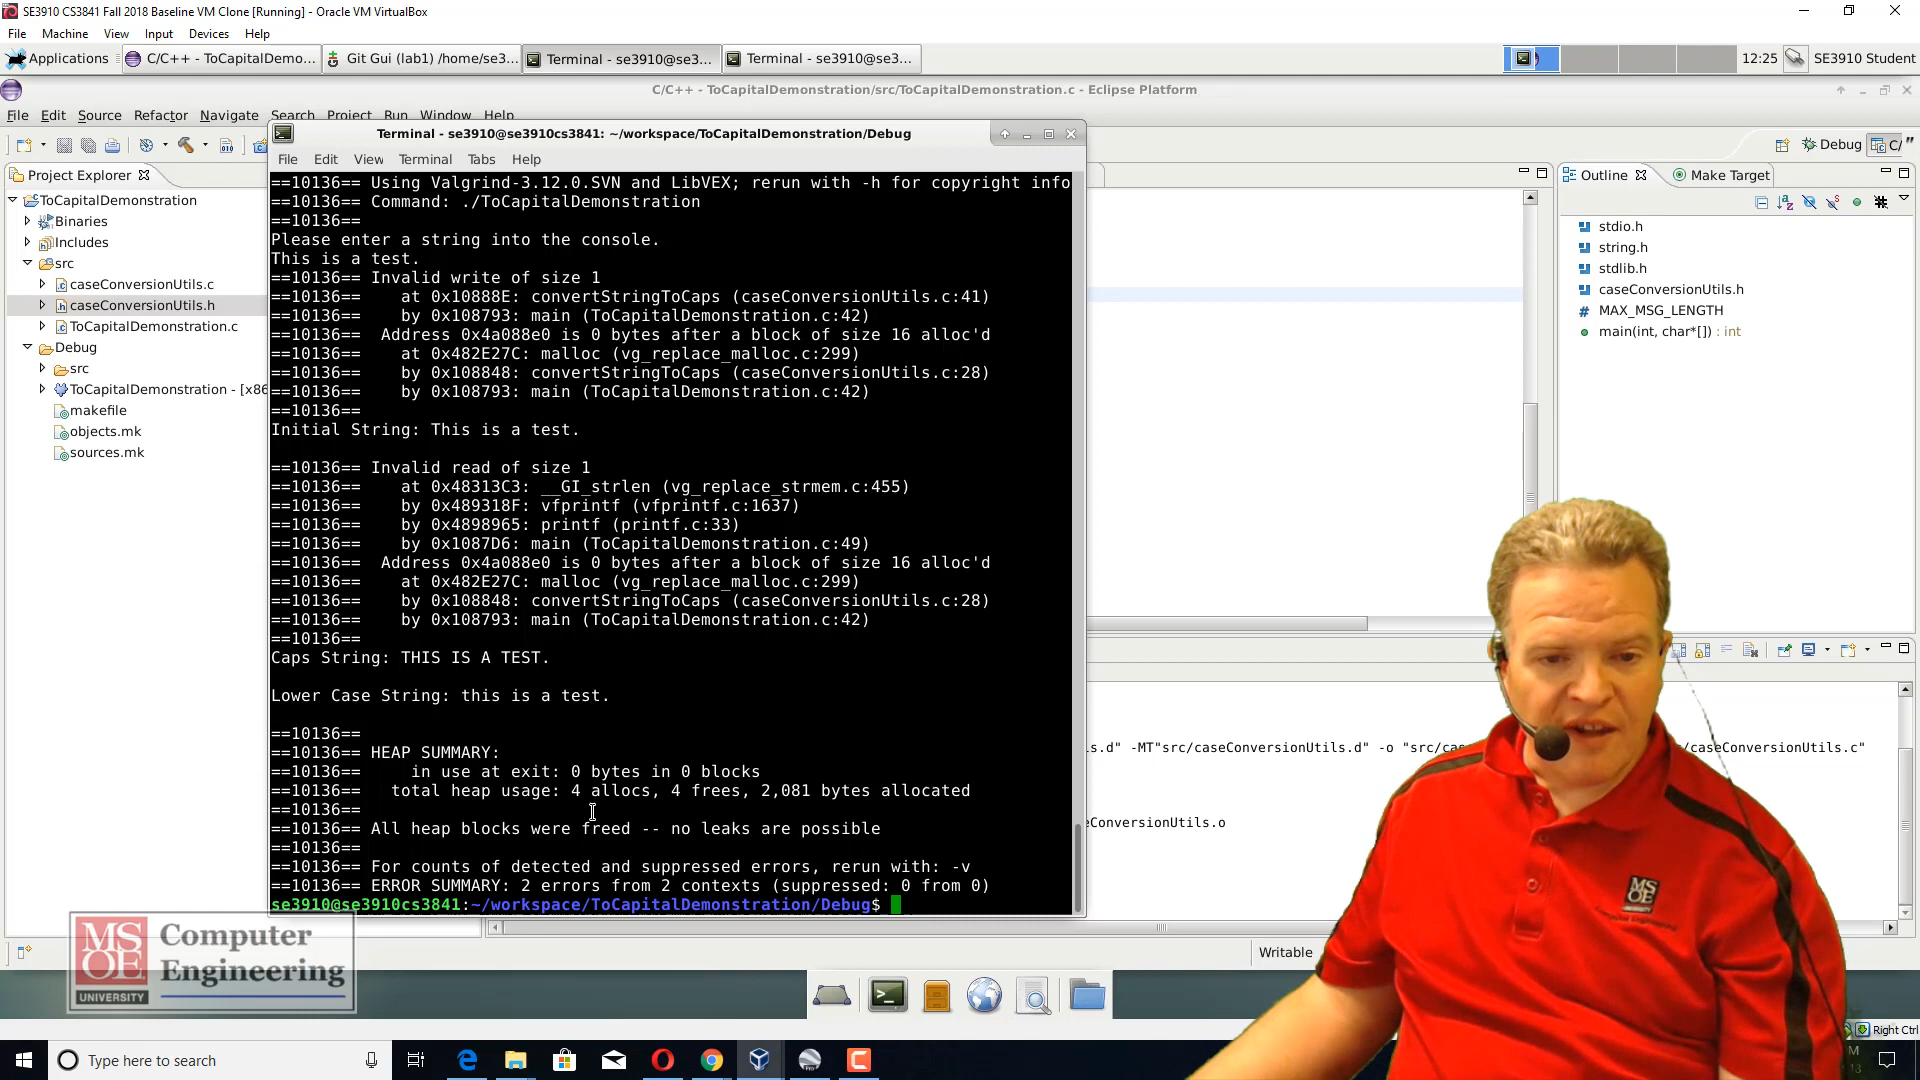 SE3910 CS3841 Fall 2018 Baseline VM Clone [Running] - Oracle VM VirtualBox
File Machine View Input Devices Help
Applications C/C++ - ToCapitalDemo... Git Gui (lab1) /home/se3... Terminal - se3910@se3... Terminal - se3910@se3... 12:25 SE3910 Student
C/C++ - ToCapitalDemonstration/src/ToCapitalDemonstration.c - Eclipse Platform
File Edit Source Refactor Navigate Search Project Run Window Help
Terminal - se3910@se3910cs3841: ~/workspace/ToCapitalDemonstration/Debug
Debug C/ "
File Edit View Terminal Tabs Help
Project Explorer
Outline Make Target
ToCapitalDemonstration
Binaries
Includes
src
caseConversionUtils.c
caseConversionUtils.h
ToCapitalDemonstration.c
Debug
src
ToCapitalDemonstration - [x86
makefile
objects.mk
sources.mk
==10136== Using Valgrind-3.12.0.SVN and LibVEX; rerun with -h for copyright info
==10136== Command: ./ToCapitalDemonstration
==10136==
Please enter a string into the console.
This is a test.
==10136== Invalid write of size 1
==10136==    at 0x10888E: convertStringToCaps (caseConversionUtils.c:41)
==10136==    by 0x108793: main (ToCapitalDemonstration.c:42)
==10136==  Address 0x4a088e0 is 0 bytes after a block of size 16 alloc'd
==10136==    at 0x482E27C: malloc (vg_replace_malloc.c:299)
==10136==    by 0x108848: convertStringToCaps (caseConversionUtils.c:28)
==10136==    by 0x108793: main (ToCapitalDemonstration.c:42)
==10136==
Initial String: This is a test.
==10136== Invalid read of size 1
==10136==    at 0x48313C3: __GI_strlen (vg_replace_strmem.c:455)
==10136==    by 0x489318F: vfprintf (vfprintf.c:1637)
==10136==    by 0x4898965: printf (printf.c:33)
==10136==    by 0x1087D6: main (ToCapitalDemonstration.c:49)
==10136==  Address 0x4a088e0 is 0 bytes after a block of size 16 alloc'd
==10136==    at 0x482E27C: malloc (vg_replace_malloc.c:299)
==10136==    by 0x108848: convertStringToCaps (caseConversionUtils.c:28)
==10136==    by 0x108793: main (ToCapitalDemonstration.c:42)
==10136==
Caps String: THIS IS A TEST.
Lower Case String: this is a test.
==10136==
==10136== HEAP SUMMARY:
==10136==     in use at exit: 0 bytes in 0 blocks
==10136==   total heap usage: 4 allocs, 4 frees, 2,081 bytes allocated
==10136==
==10136== All heap blocks were freed -- no leaks are possible
==10136==
==10136== For counts of detected and suppressed errors, rerun with: -v
==10136== ERROR SUMMARY: 2 errors from 2 contexts (suppressed: 0 from 0)
se3910@se3910cs3841:~/workspace/ToCapitalDemonstration/Debug$
stdio.h
string.h
stdlib.h
caseConversionUtils.h
MAX_MSG_LENGTH
main(int, char*[]) : int
s.d" -MT"src/caseConversionUtils.d" -o "src/cas /caseConversionUtils.c"
eConversionUtils.o
Writable
MSOE
UNIVERSITY
Computer
Engineering
MSOE
Right Ctrl
Type here to search